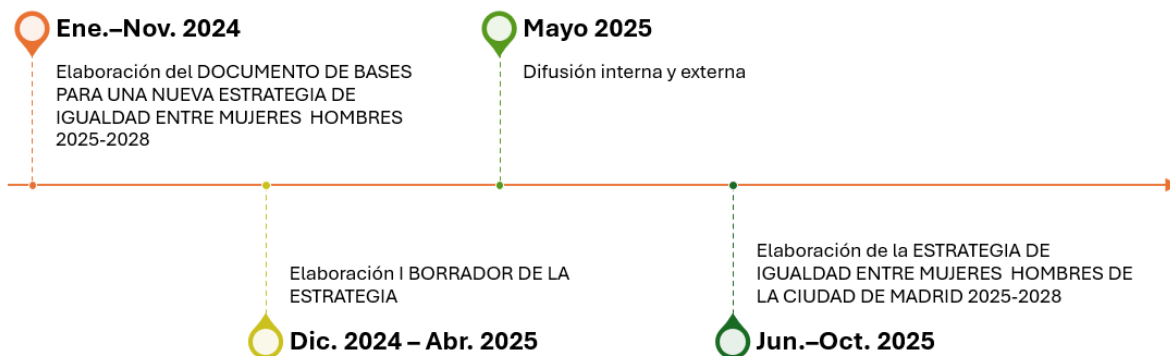 Ene.–Nov. 2024
Elaboración del DOCUMENTO DE BASES
PARA UNA NUEVA ESTRATEGIA DE
IGUALDAD ENTRE MUJERES  HOMBRES
2025-2028
Mayo 2025
Difusión interna y externa
Elaboración I BORRADOR DE LA
ESTRATEGIA
Dic. 2024 – Abr. 2025
Elaboración de la ESTRATEGIA DE
IGUALDAD ENTRE MUJERES  HOMBRES DE
LA CIUDAD DE MADRID 2025-2028
Jun.–Oct. 2025